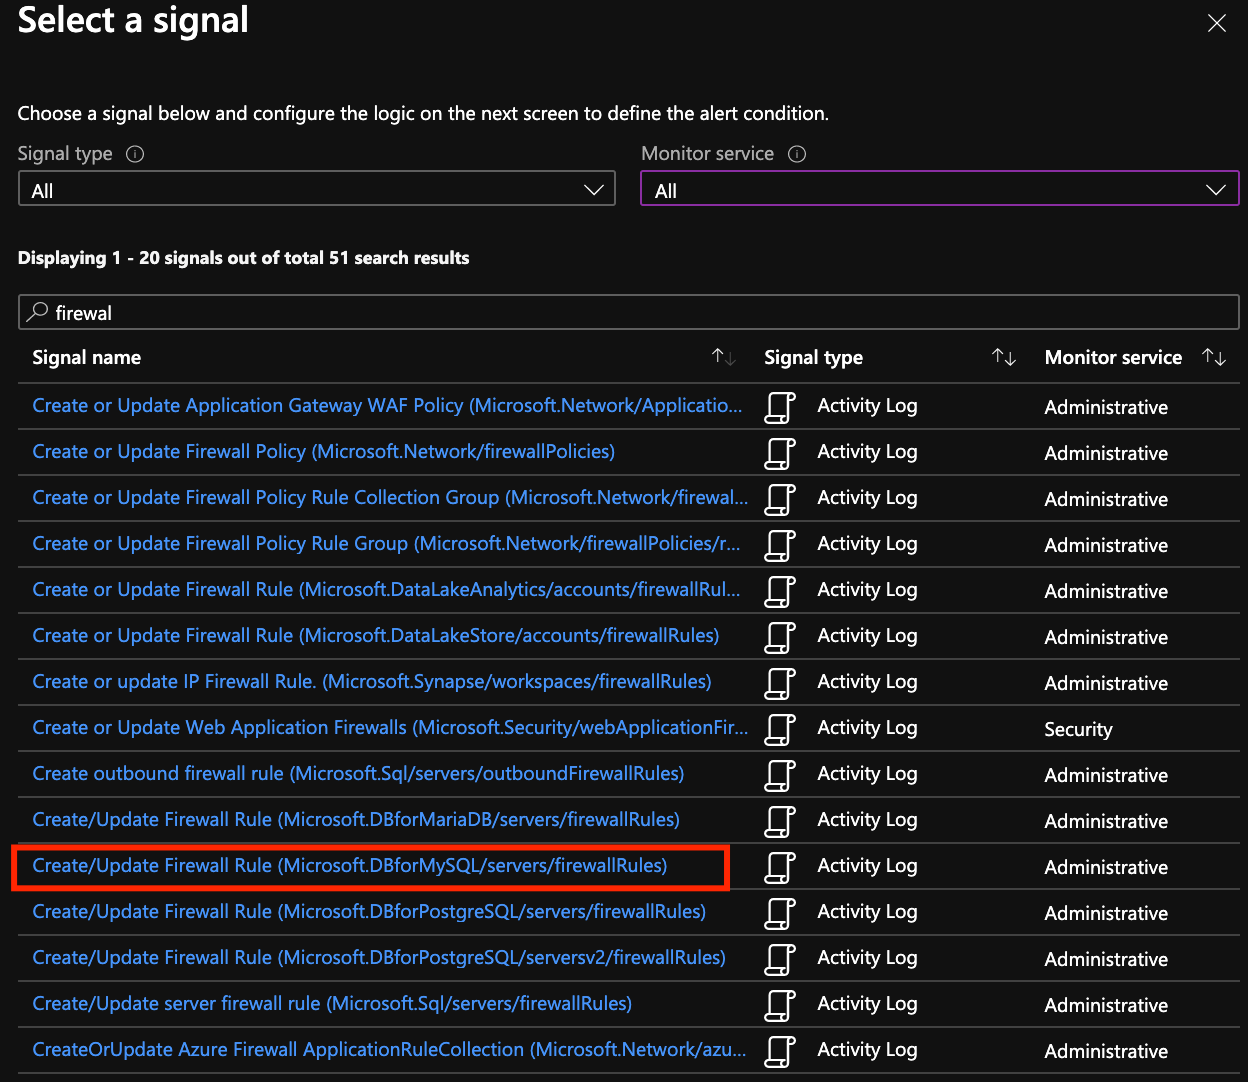 Select a signal
Choose a signal below and configure the logic on the next screen to define the alert condition.
Signal type Monitor service
All All
Displaying 1 - 20 signals out of total 51 search results
firewal
Signal name Signal type Monitor service
Create or Update Application Gateway WAF Policy (Microsoft.Network/Applicatio... Activity Log Administrative
Create or Update Firewall Policy (Microsoft.Network/firewallPolicies) Activity Log Administrative
Create or Update Firewall Policy Rule Collection Group (Microsoft.Network/firewal... Activity Log Administrative
Create or Update Firewall Policy Rule Group (Microsoft.Network/firewallPolicies/r... Activity Log Administrative
Create or Update Firewall Rule (Microsoft.DataLakeAnalytics/accounts/firewallRul... Activity Log Administrative
Create or Update Firewall Rule (Microsoft.DataLakeStore/accounts/firewallRules) Activity Log Administrative
Create or update IP Firewall Rule. (Microsoft.Synapse/workspaces/firewallRules) Activity Log Administrative
Create or Update Web Application Firewalls (Microsoft.Security/webApplicationFir... Activity Log Security
Create outbound firewall rule (Microsoft.Sql/servers/outboundFirewallRules) Activity Log Administrative
Create/Update Firewall Rule (Microsoft.DBforMariaDB/servers/firewallRules) Activity Log Administrative
Create/Update Firewall Rule (Microsoft.DBforMySQL/servers/firewallRules) Activity Log Administrative
Create/Update Firewall Rule (Microsoft.DBforPostgreSQL/servers/firewallRules) Activity Log Administrative
Create/Update Firewall Rule (Microsoft.DBforPostgreSQL/serversv2/firewallRules) Activity Log Administrative
Create/Update server firewall rule (Microsoft.Sql/servers/firewallRules) Activity Log Administrative
CreateOrUpdate Azure Firewall ApplicationRuleCollection (Microsoft.Network/azu... Activity Log Administrative